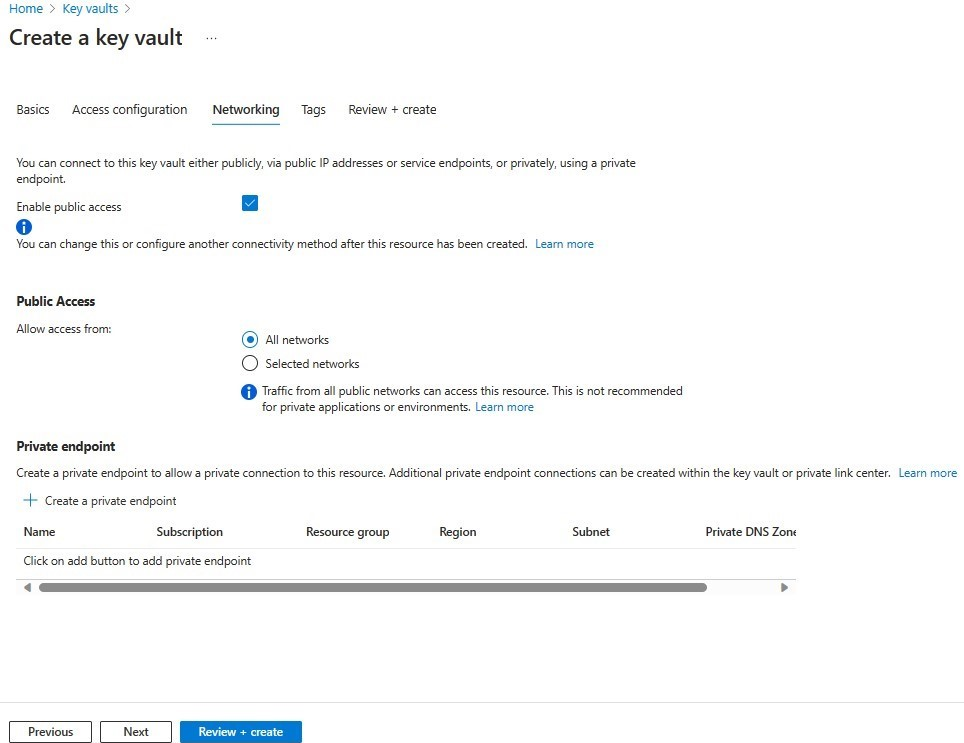 Home > Key vaults >
Create a key vault ...
Basics Access configuration Networking Tags Review + create
You can connect to this key vault either publicly, via public IP addresses or service endpoints, or privately, using a private
endpoint.
Enable public access
You can change this or configure another connectivity method after this resource has been created. Learn more
Public Access
Allow access from:
All networks
Selected networks
Traffic from all public networks can access this resource. This is not recommended
for private applications or environments. Learn more
Private endpoint
Create a private endpoint to allow a private connection to this resource. Additional private endpoint connections can be created within the key vault or private link center. Learn more
+ Create a private endpoint
Name Subscription Resource group Region Subnet Private DNS Zone
Click on add button to add private endpoint
Previous Next Review + create